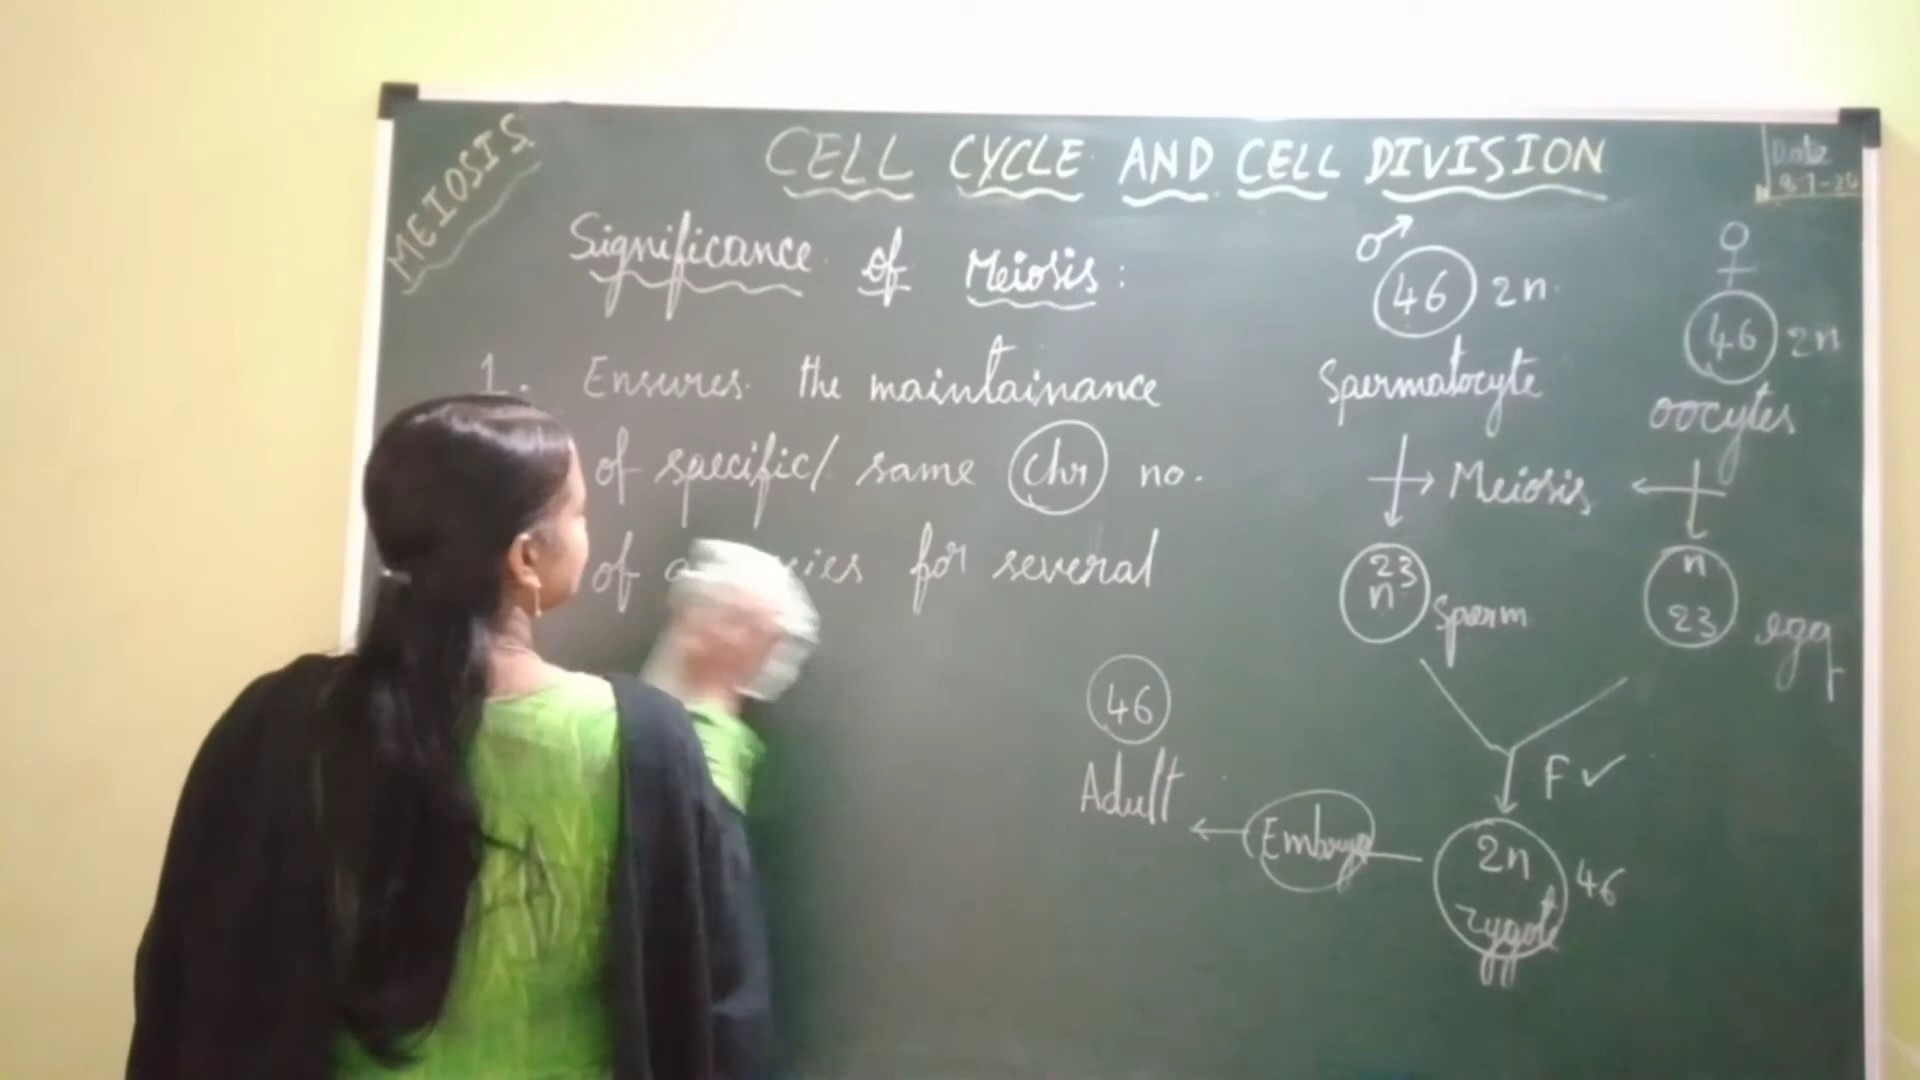 MEIOSIS
CELL CYCLE AND CELL DIVISION
Date
Significance of Meiosis:
1. Ensures the maintainance
of specific/ same chr no.
of for several
♂
46 2n
Spermatocyte
♀
46 2n
oocytes
Meiosis
23
n
Sperm
n
23
egg
F ✓
2n
zygote
46
Embryo
46
Adult